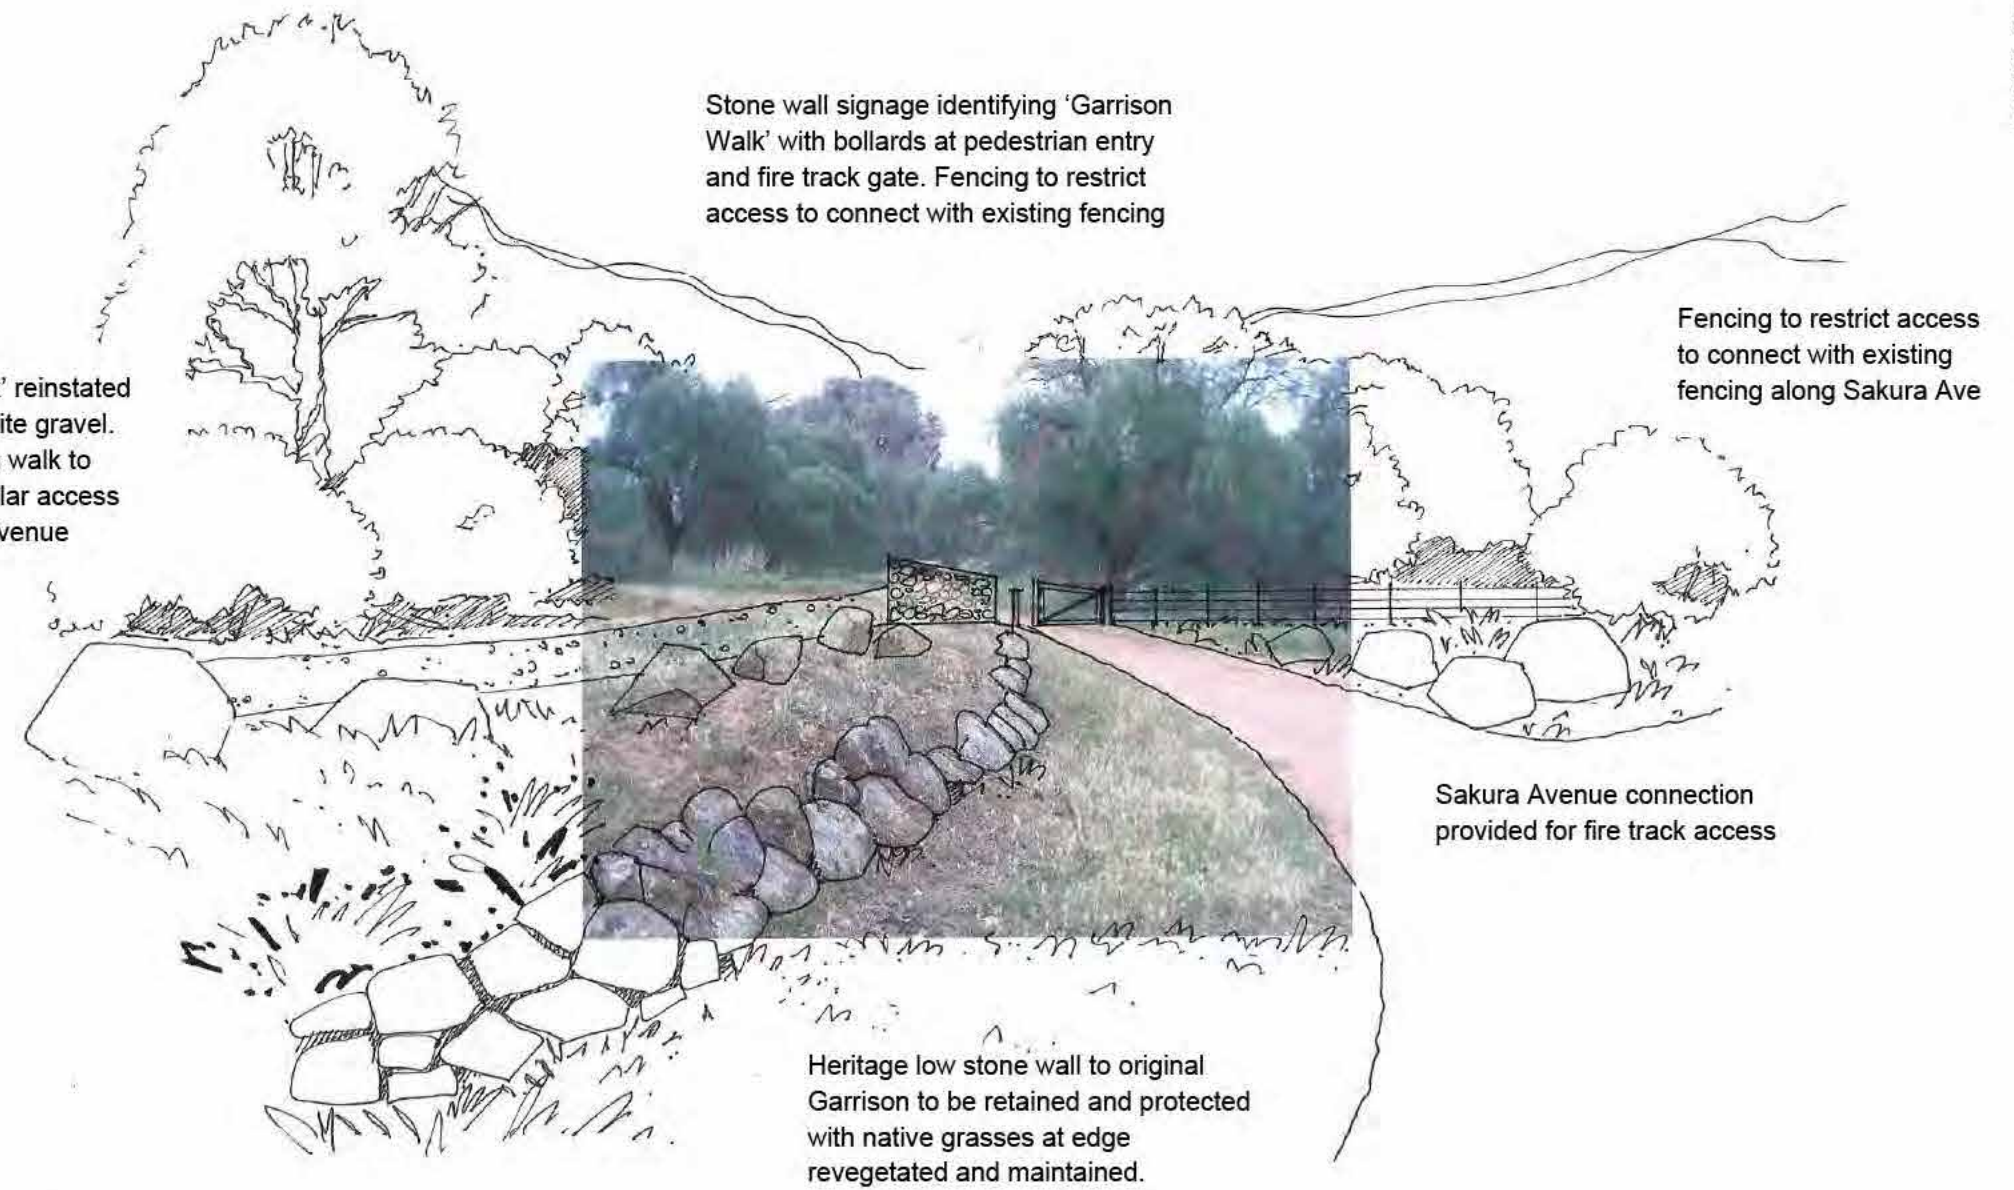 Stone wall signage identifying ‘Garrison
Walk’ with bollards at pedestrian entry
and fire track gate. Fencing to restrict
access to connect with existing fencing
Fencing to restrict access
to connect with existing
fencing along Sakura Ave
’ reinstated
ite gravel.
walk to
lar access
venue
Sakura Avenue connection
provided for fire track access
Heritage low stone wall to original
Garrison to be retained and protected
with native grasses at edge
revegetated and maintained.